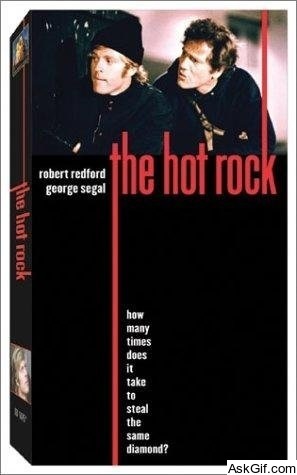 robert redford
george segal
the hot rock
the hot rock
how
many
times
does
it
take
to
steal
the
same
diamond?
AskGif.com